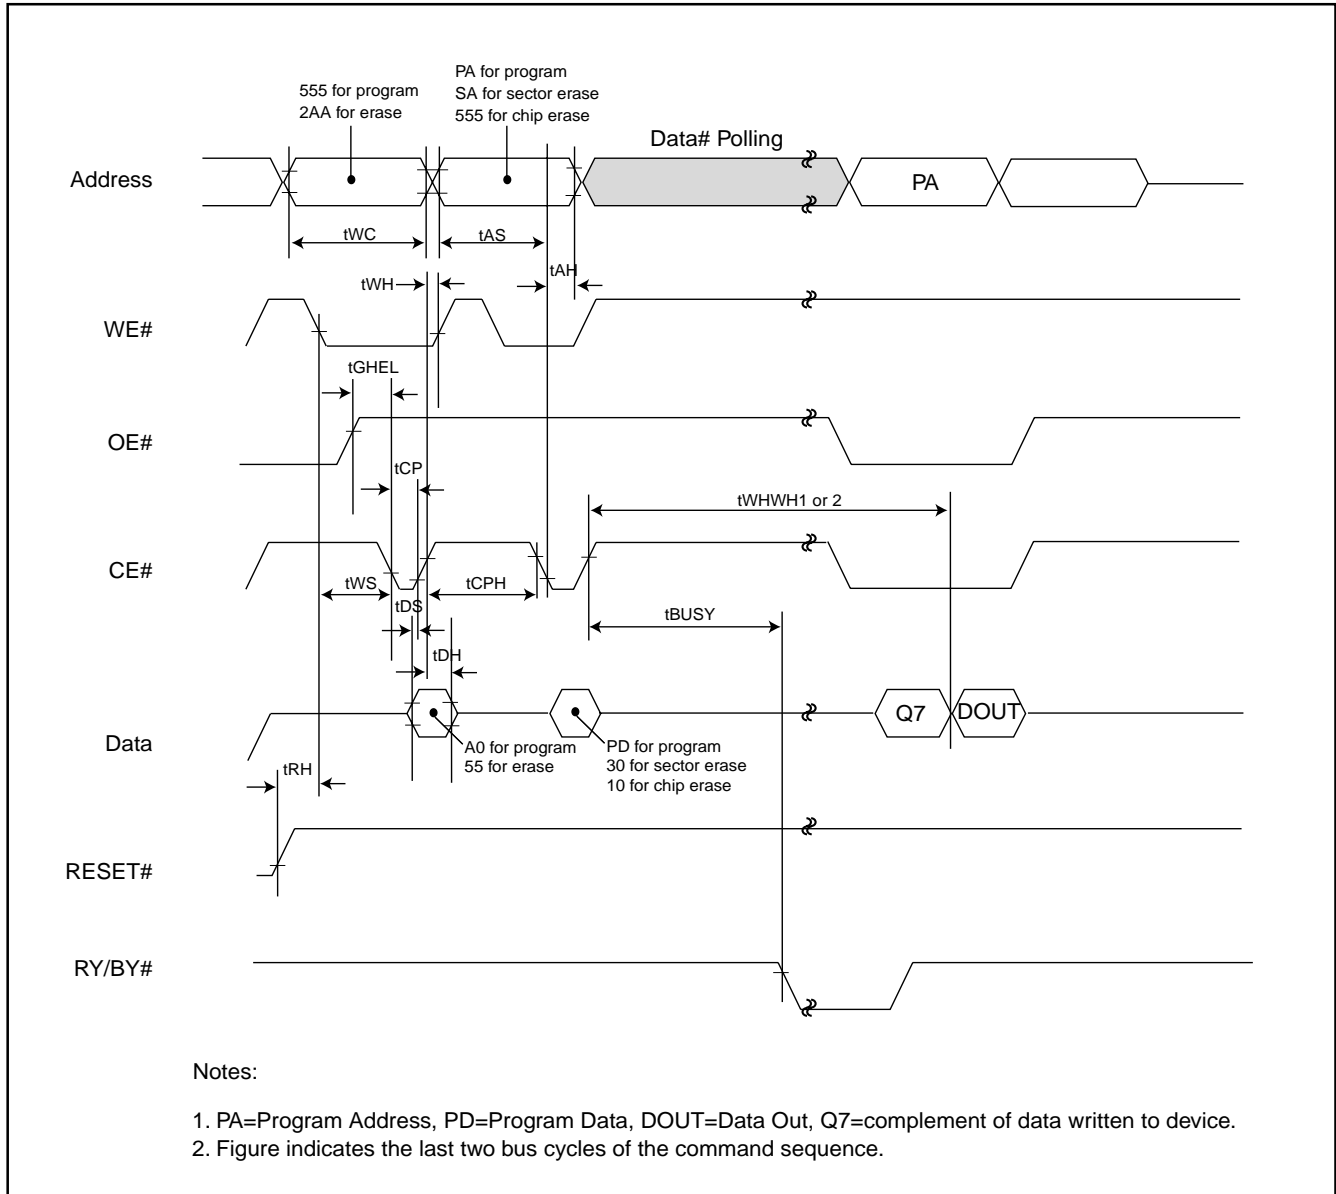 555 for program
2AA for erase
PA for program
SA for sector erase
555 for chip erase
Data# Polling
Address
PA
tWC
tAS
tAH
tWH
WE#
tGHEL
OE#
tCP
tWHWH1 or 2
CE#
tWS
tCPH
tDS
tBUSY
tDH
Q7
DOUT
Data
A0 for program
55 for erase
PD for program
30 for sector erase
10 for chip erase
tRH
RESET#
RY/BY#
Notes:
1. PA=Program Address, PD=Program Data, DOUT=Data Out, Q7=complement of data written to device.
2. Figure indicates the last two bus cycles of the command sequence.